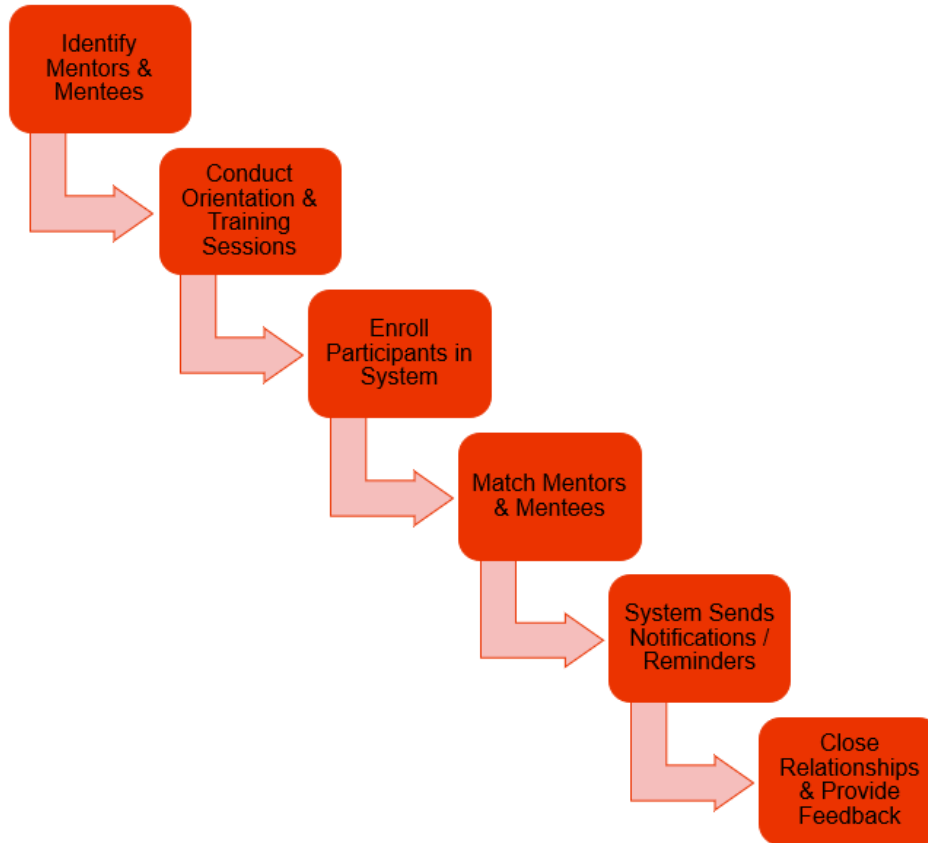 Identify
Mentors &
Mentees
Conduct
Orientation &
Training
Sessions
Enroll
Participants in
System
Match Mentors
& Mentees
System Sends
Notifications /
Reminders
Close
Relationships
& Provide
Feedback